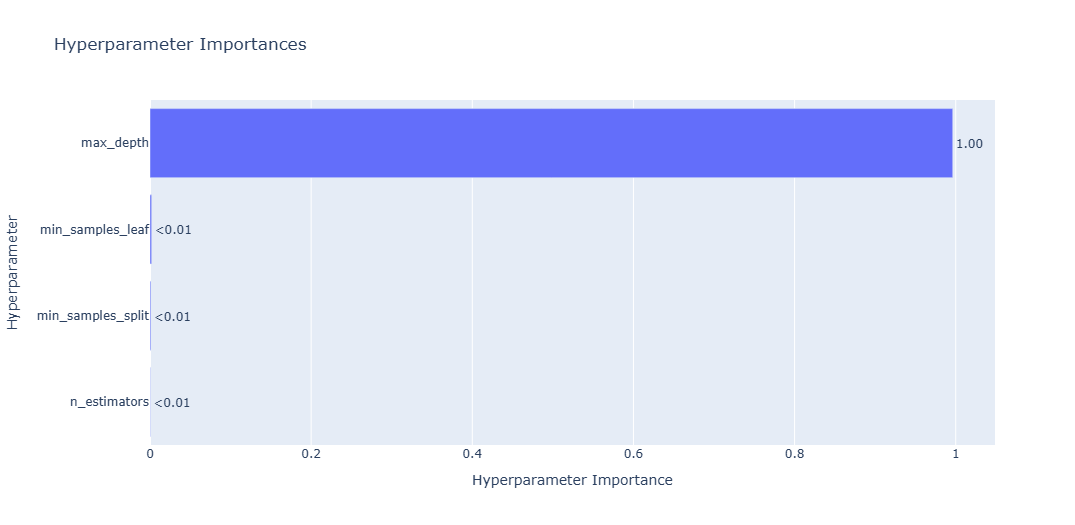 Hyperparameter Importances
Hyperparameter
max_depth
1.00
min_samples_leaf
<0.01
min_samples_split
<0.01
n_estimators
<0.01
0 0.2 0.4 0.6 0.8 1
Hyperparameter Importance